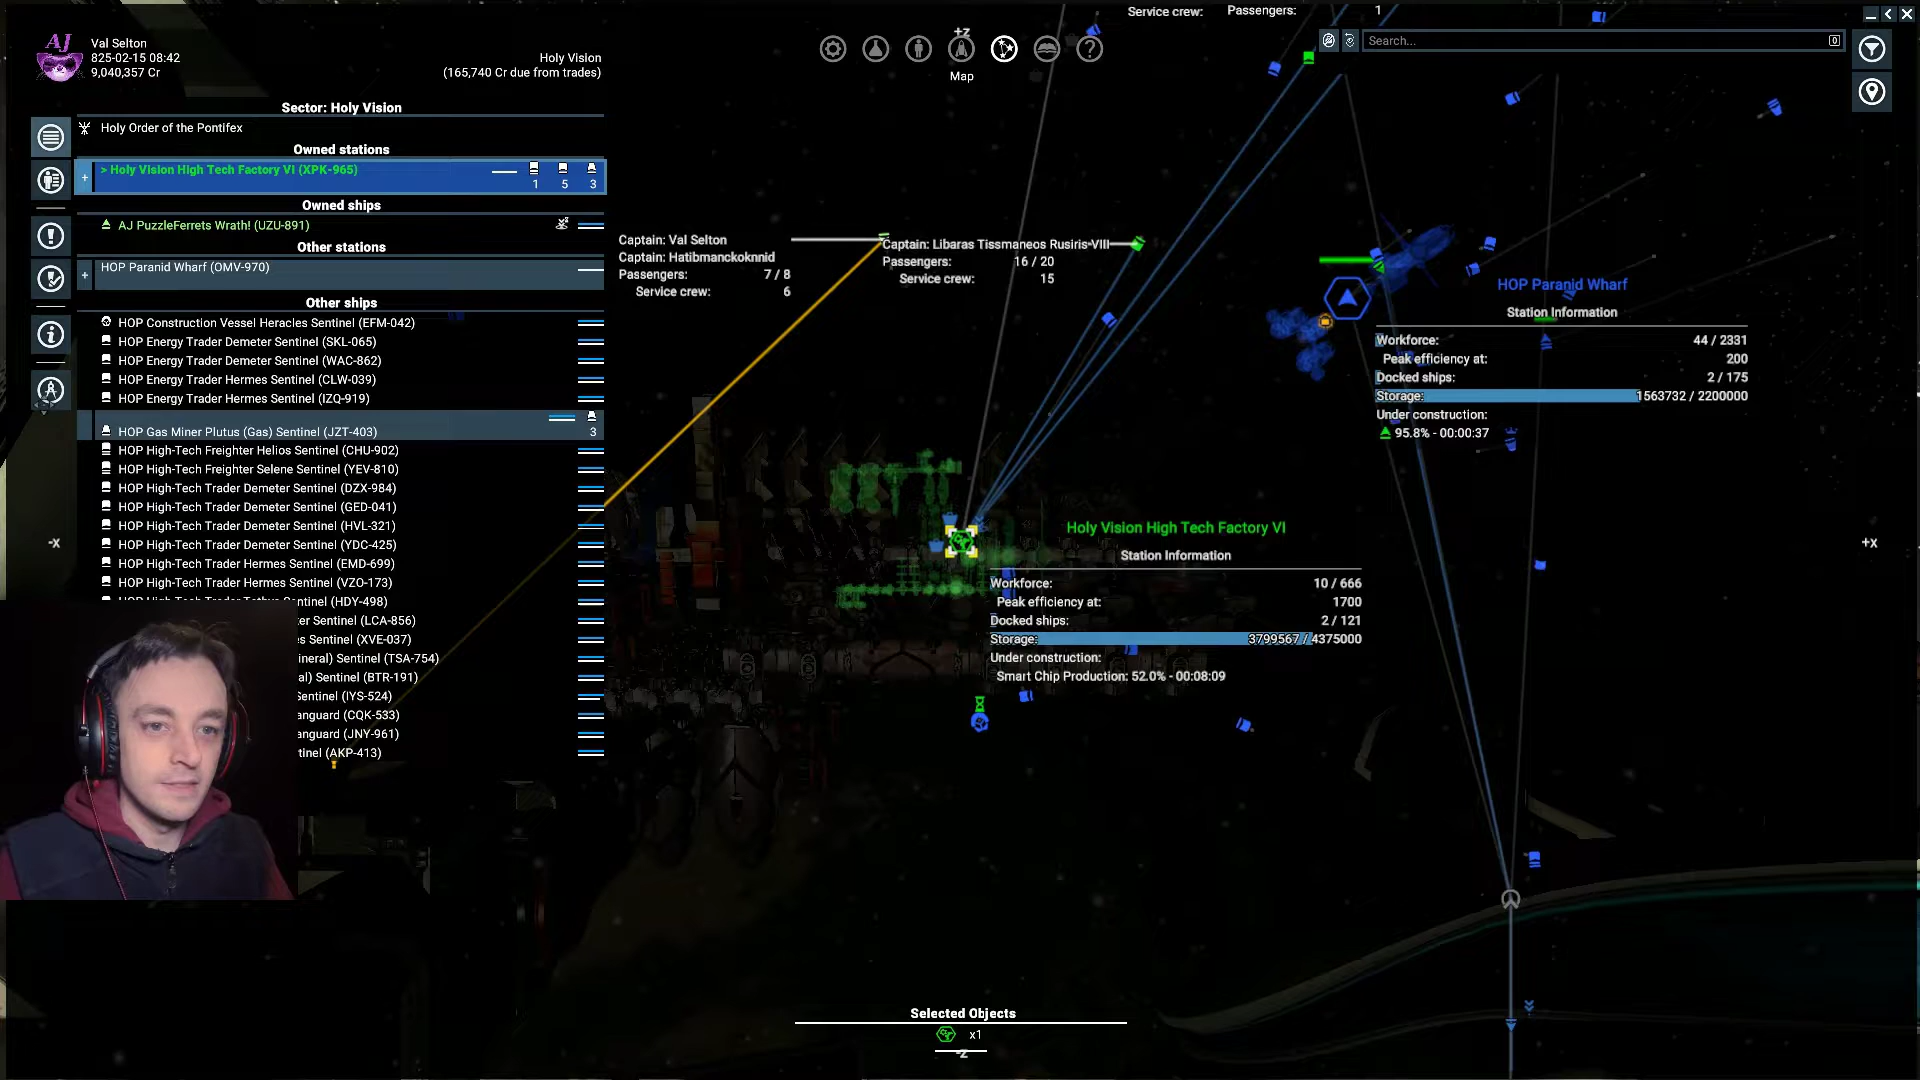 Service crew:
Passengers:
1
AJ
Val Selton
825-02-15 08:42
9,040,357 Cr
Holy Vision
(165,740 Cr due from trades)
+Z
Map
Search...
0
Sector: Holy Vision
Holy Order of the Pontifex
Owned stations
+
> Holy Vision High Tech Factory VI (XPK-965)
1 5 3
Owned ships
AJ PuzzleFerrets Wrath! (UZU-891)
Other stations
+
HOP Paranid Wharf (OMV-970)
Other ships
HOP Construction Vessel Heracles Sentinel (EFM-042)
HOP Energy Trader Demeter Sentinel (SKL-065)
HOP Energy Trader Demeter Sentinel (WAC-862)
HOP Energy Trader Hermes Sentinel (CLW-039)
HOP Energy Trader Hermes Sentinel (IZQ-919)
HOP Gas Miner Plutus (Gas) Sentinel (JZT-403)
3
HOP High-Tech Freighter Helios Sentinel (CHU-902)
HOP High-Tech Freighter Selene Sentinel (YEV-810)
HOP High-Tech Trader Demeter Sentinel (DZX-984)
HOP High-Tech Trader Demeter Sentinel (GED-041)
HOP High-Tech Trader Demeter Sentinel (HVL-321)
HOP High-Tech Trader Demeter Sentinel (YDC-425)
HOP High-Tech Trader Hermes Sentinel (EMD-699)
HOP High-Tech Trader Hermes Sentinel (VZO-173)
HOP High-Tech Trader Tethys Sentinel (HDY-498)
er Sentinel (LCA-856)
es Sentinel (XVE-037)
ineral) Sentinel (TSA-754)
al) Sentinel (BTR-191)
Sentinel (IYS-524)
anguard (CQK-533)
anguard (JNY-961)
tinel (AKP-413)
Captain: Val Selton
Captain: Hatibmanckoknnid
Passengers: 7 / 8
Service crew: 6
Captain: Libaras Tissmaneos Rusiris VIII
Passengers: 16 / 20
Service crew: 15
HOP Paranid Wharf
Station Information
Workforce: 44 / 2331
Peak efficiency at: 200
Docked ships: 2 / 175
Storage: 1563732 / 2200000
Under construction:
95.8% - 00:00:37
-X
+X
Holy Vision High Tech Factory VI
Station Information
Workforce: 10 / 666
Peak efficiency at: 1700
Docked ships: 2 / 121
Storage: 3799567 / 4375000
Under construction:
Smart Chip Production: 52.0% - 00:08:09
Selected Objects
x1
-Z